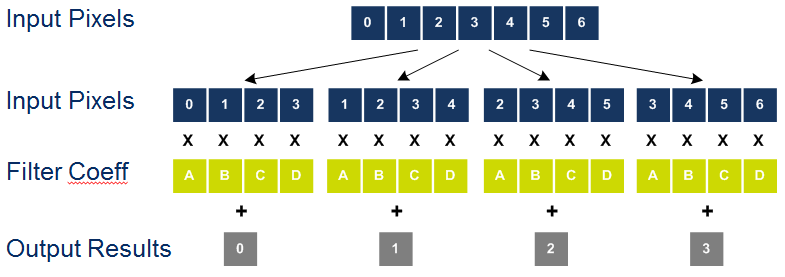 Input Pixels 0 1 2 3 4 5 6
Input Pixels 0 1 2 3 1 2 3 4 2 3 4 5 3 4 5 6
X X X X X X X X X X X X X X X X
Filter Coeff A B C D A B C D A B C D A B C D
+ + + +
Output Results 0 1 2 3